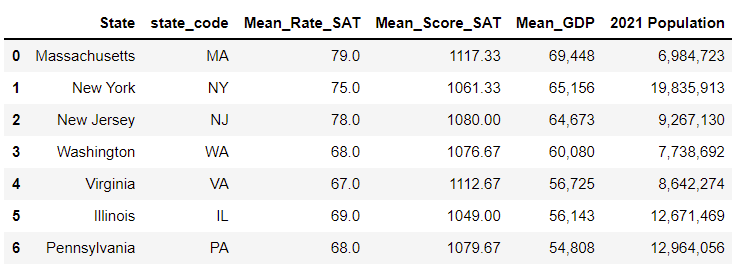 State state_code Mean_Rate_SAT Mean_Score_SAT Mean_GDP 2021 Population
0 Massachusetts MA 79.0 1117.33 69,448 6,984,723
1 New York NY 75.0 1061.33 65,156 19,835,913
2 New Jersey NJ 78.0 1080.00 64,673 9,267,130
3 Washington WA 68.0 1076.67 60,080 7,738,692
4 Virginia VA 67.0 1112.67 56,725 8,642,274
5 Illinois IL 69.0 1049.00 56,143 12,671,469
6 Pennsylvania PA 68.0 1079.67 54,808 12,964,056